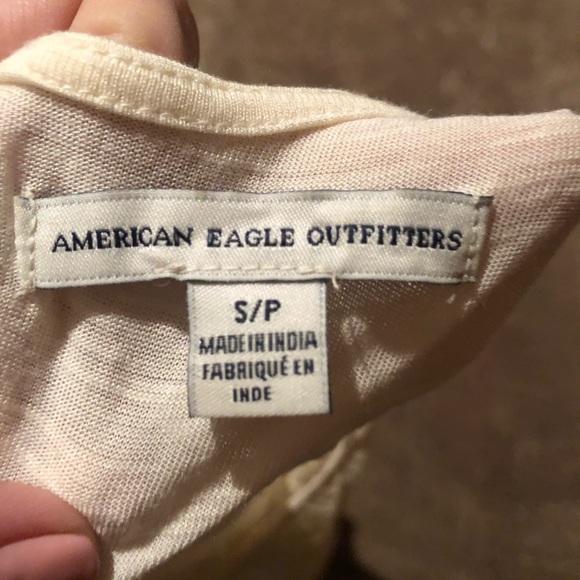 AMERICAN EAGLE OUTFITTERS
S/P
MADE IN INDIA
FABRIQUÉ EN
INDE